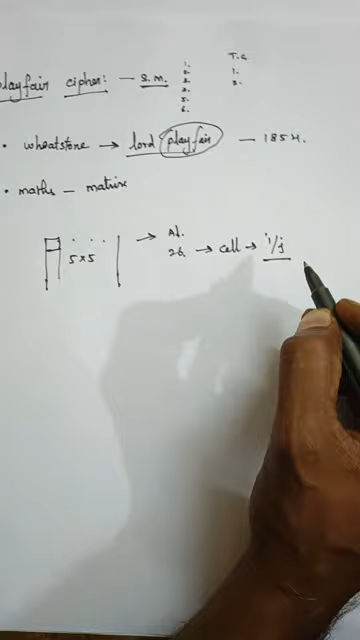 playfair cipher: — S.M. 1. 2. 3. 4. 5. 6. T.C 1. 2.
• wheatstone → lord playfair — 1854.
• maths — matrix
5×5 → Al. 26. → cell → i/j